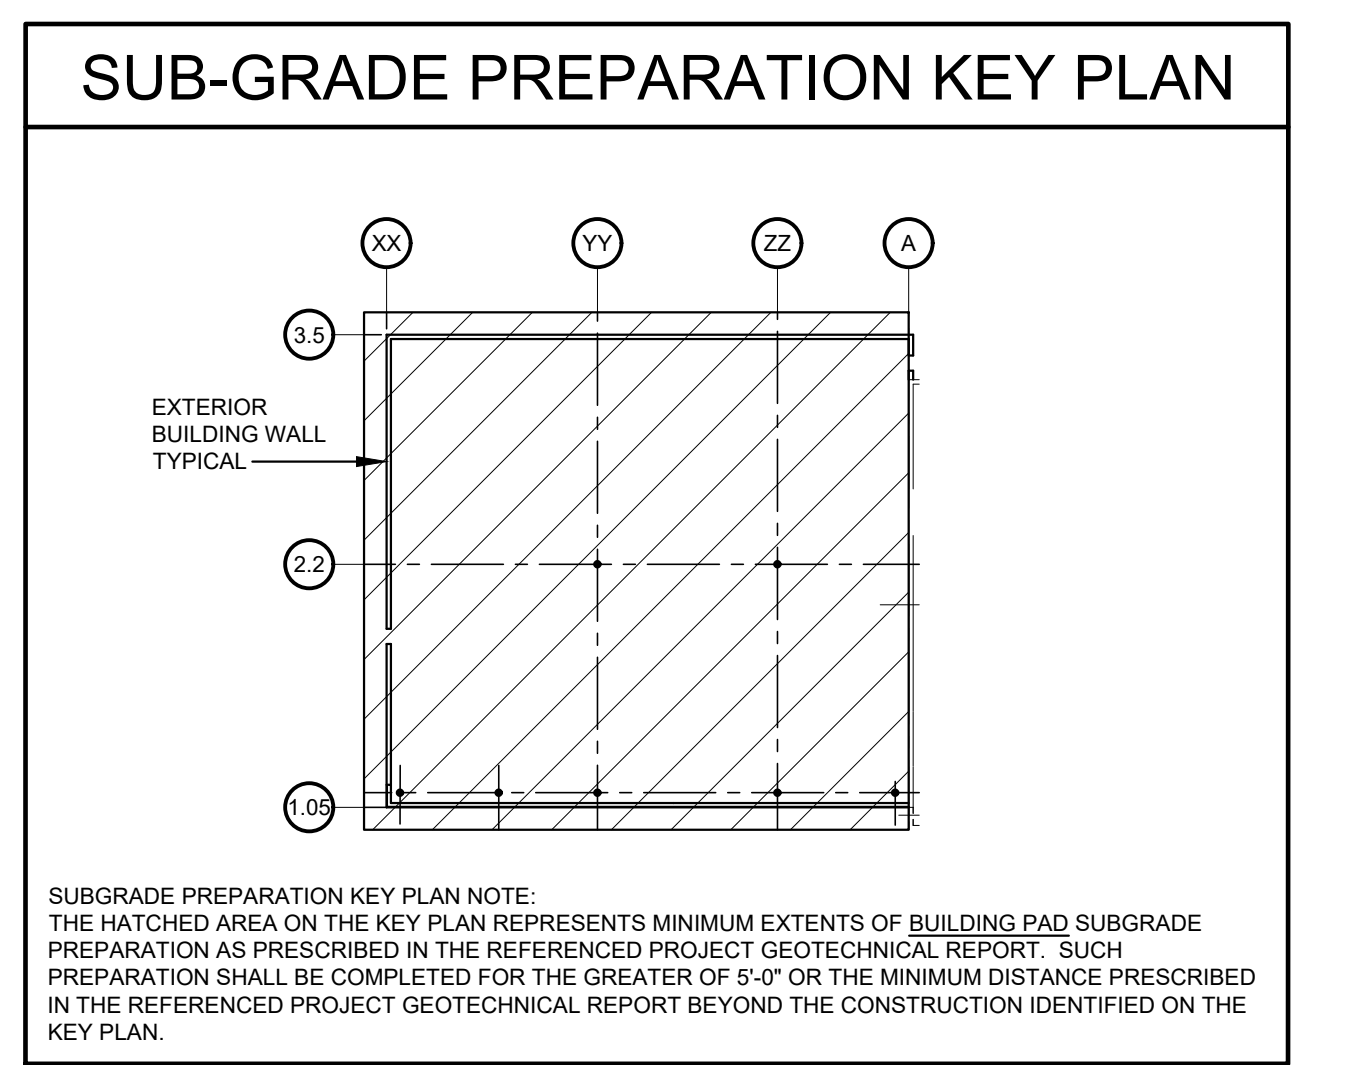 SUB-GRADE PREPARATION KEY PLAN
XX YY ZZ A
3.5
EXTERIOR
BUILDING WALL
TYPICAL
2.2
1.05
SUBGRADE PREPARATION KEY PLAN NOTE:
THE HATCHED AREA ON THE KEY PLAN REPRESENTS MINIMUM EXTENTS OF BUILDING PAD SUBGRADE
PREPARATION AS PRESCRIBED IN THE REFERENCED PROJECT GEOTECHNICAL REPORT.  SUCH
PREPARATION SHALL BE COMPLETED FOR THE GREATER OF 5'-0" OR THE MINIMUM DISTANCE PRESCRIBED
IN THE REFERENCED PROJECT GEOTECHNICAL REPORT BEYOND THE CONSTRUCTION IDENTIFIED ON THE
KEY PLAN.